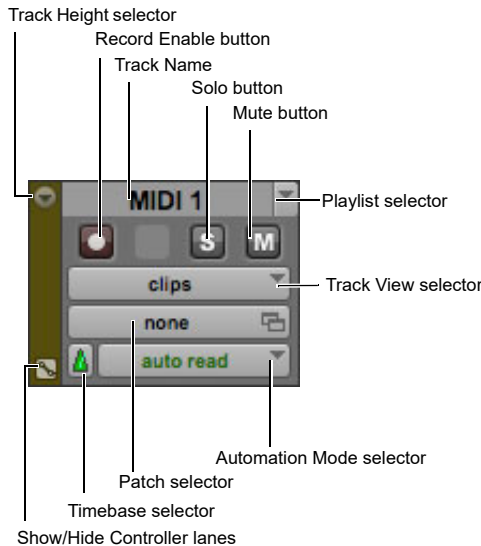 Track Height selector
Record Enable button
Track Name
Solo button
Mute button
MIDI 1
Playlist selector
S
M
clips
Track View selector
none
auto read
Automation Mode selector
Patch selector
Timebase selector
Show/Hide Controller lanes